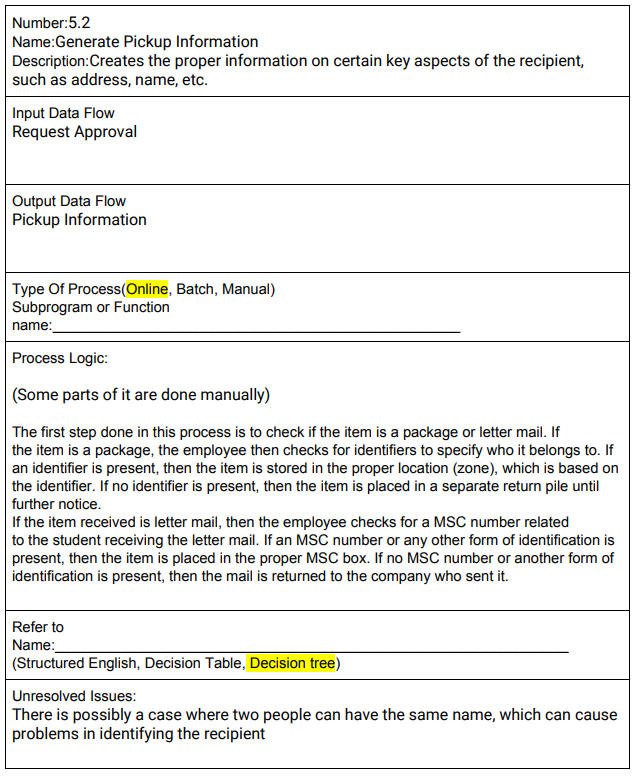 Number:5.2
Name:Generate Pickup Information
Description:Creates the proper information on certain key aspects of the recipient,
such as address, name, etc.
Input Data Flow
Request Approval
Output Data Flow
Pickup Information
Type Of Process(Online, Batch, Manual)
Subprogram or Function
name:___________________________________________________
Process Logic:
(Some parts of it are done manually)
The first step done in this process is to check if the item is a package or letter mail. If
the item is a package, the employee then checks for identifiers to specify who it belongs to. If
an identifier is present, then the item is stored in the proper location (zone), which is based on
the identifier. If no identifier is present, then the item is placed in a separate return pile until
further notice.
If the item received is letter mail, then the employee checks for a MSC number related
to the student receiving the letter mail. If an MSC number or any other form of identification is
present, then the item is placed in the proper MSC box. If no MSC number or another form of
identification is present, then the mail is returned to the company who sent it.
Refer to
Name:________________________________________________________________
(Structured English, Decision Table, Decision tree)
Unresolved Issues:
There is possibly a case where two people can have the same name, which can cause
problems in identifying the recipient